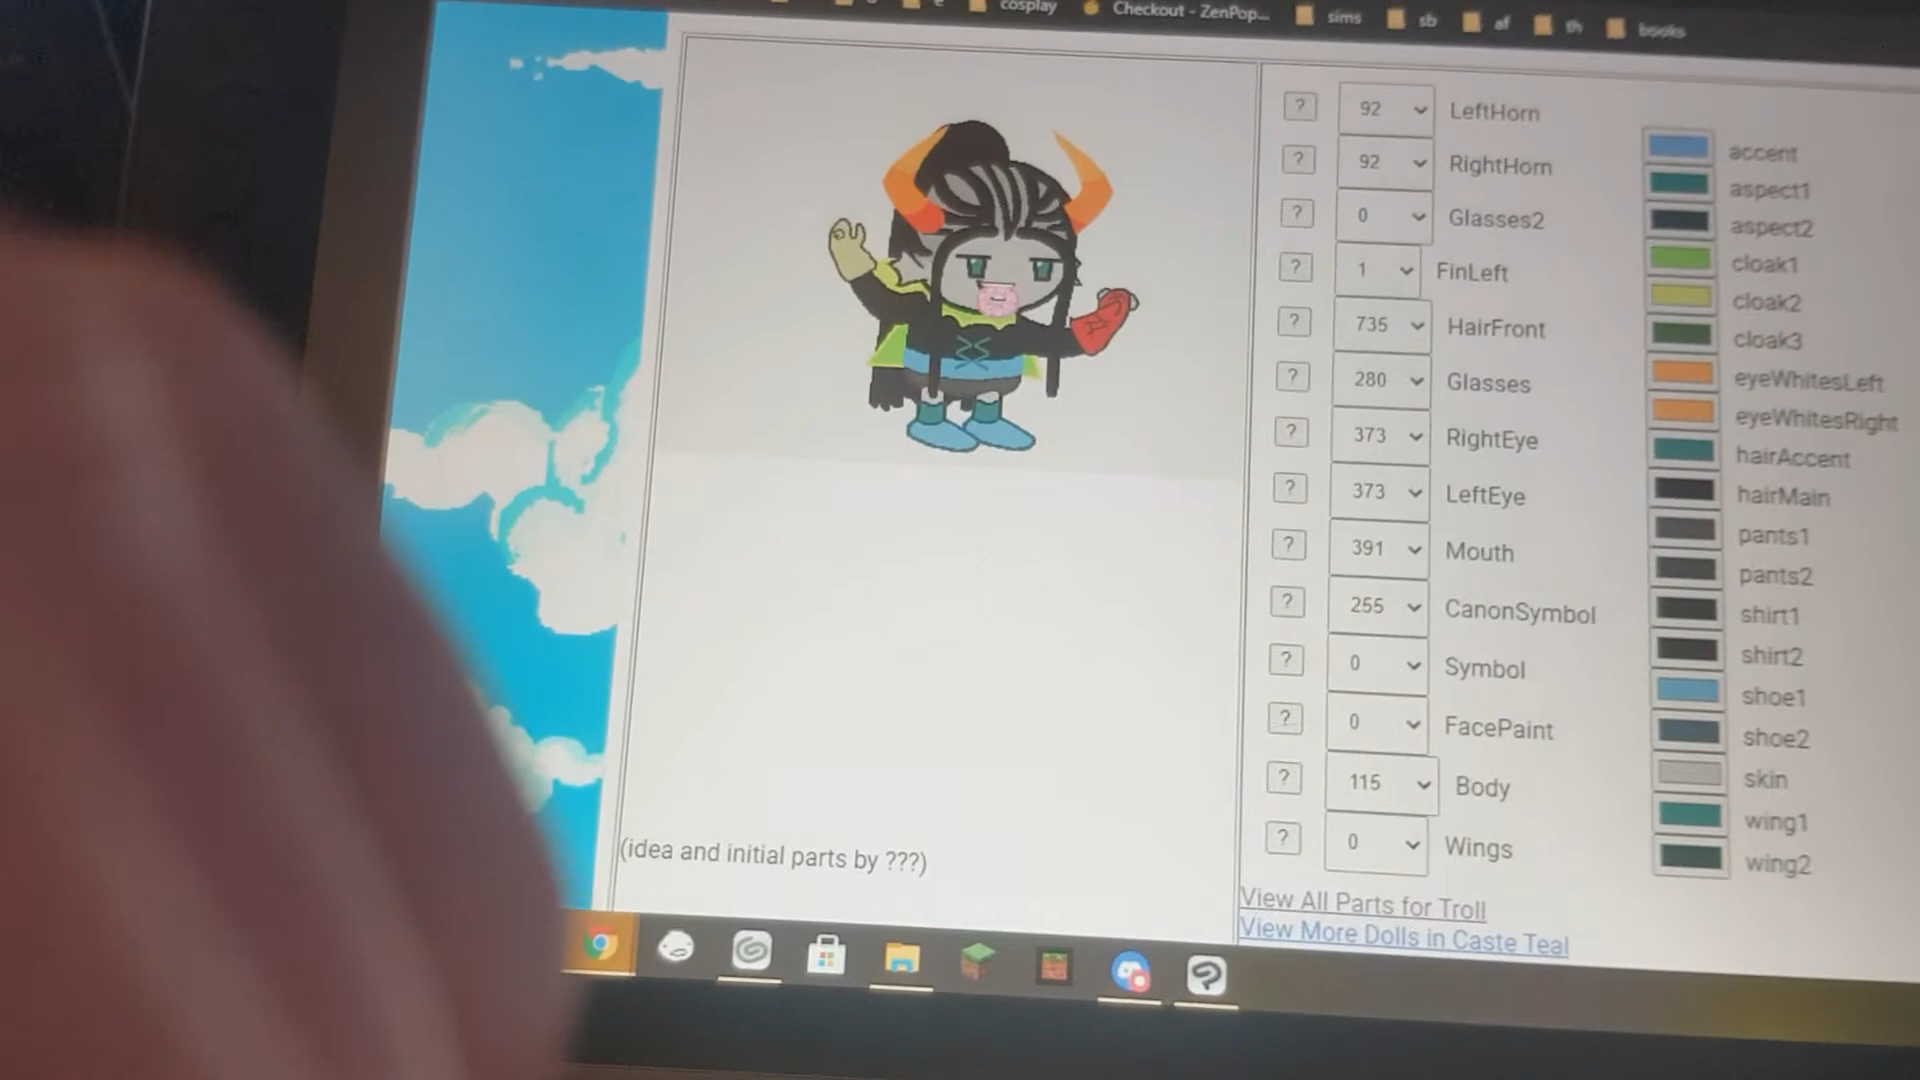 cosplay
Checkout - ZenPop...
sims
sb
af
th
books
? 92 LeftHorn
? 92 RightHorn
? 0 Glasses2
? 1 FinLeft
? 735 HairFront
? 280 Glasses
? 373 RightEye
? 373 LeftEye
? 391 Mouth
? 255 CanonSymbol
? 0 Symbol
? 0 FacePaint
? 115 Body
? 0 Wings
accent
aspect1
aspect2
cloak1
cloak2
cloak3
eyeWhitesLeft
eyeWhitesRight
hairAccent
hairMain
pants1
pants2
shirt1
shirt2
shoe1
shoe2
skin
wing1
wing2
(idea and initial parts by ???)
View All Parts for Troll
View More Dolls in Caste Teal